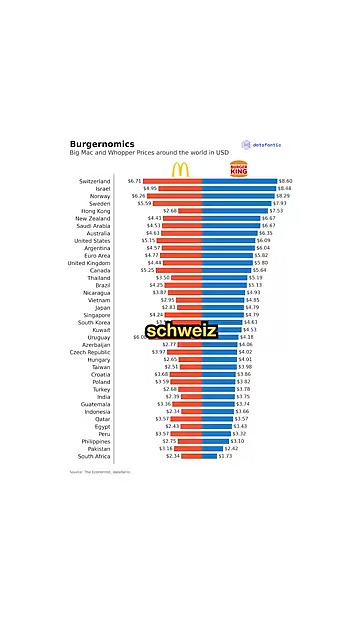 Burgernomics
Big Mac and Whopper Prices around the world in USD
datafantic
BURGER
KING
Switzerland $6.71 $8.60
Israel $4.95 $8.48
Norway $6.26 $8.29
Sweden $5.59 $7.93
Hong Kong $2.68 $7.53
New Zealand $4.41 $6.67
Saudi Arabia $4.53 $6.67
Australia $4.63 $6.35
United States $5.15 $6.09
Argentina $4.57 $6.04
Euro Area $4.77 $5.82
United Kingdom $4.44 $5.80
Canada $5.25 $5.64
Thailand $3.50 $5.19
Brazil $4.25 $5.13
Nicaragua $3.87 $4.93
Vietnam $2.95 $4.85
Japan $2.83 $4.79
Singapore $4.24 $4.79
South Korea $4.63
Kuwait $4.53
schweiz
Uruguay $4.18
Azerbaijan $2.77 $4.06
Czech Republic $3.97 $4.02
Hungary $2.65 $4.01
Taiwan $2.51 $3.98
Croatia $3.68 $3.86
Poland $3.59 $3.82
Turkey $2.68 $3.78
India $2.39 $3.75
Guatemala $3.36 $3.74
Indonesia $2.34 $3.66
Qatar $3.57 $3.57
Egypt $2.43 $3.43
Peru $3.57 $3.32
Philippines $2.75 $3.10
Pakistan $3.16 $2.42
South Africa $2.34 $1.73
Source: The Economist, datafantic